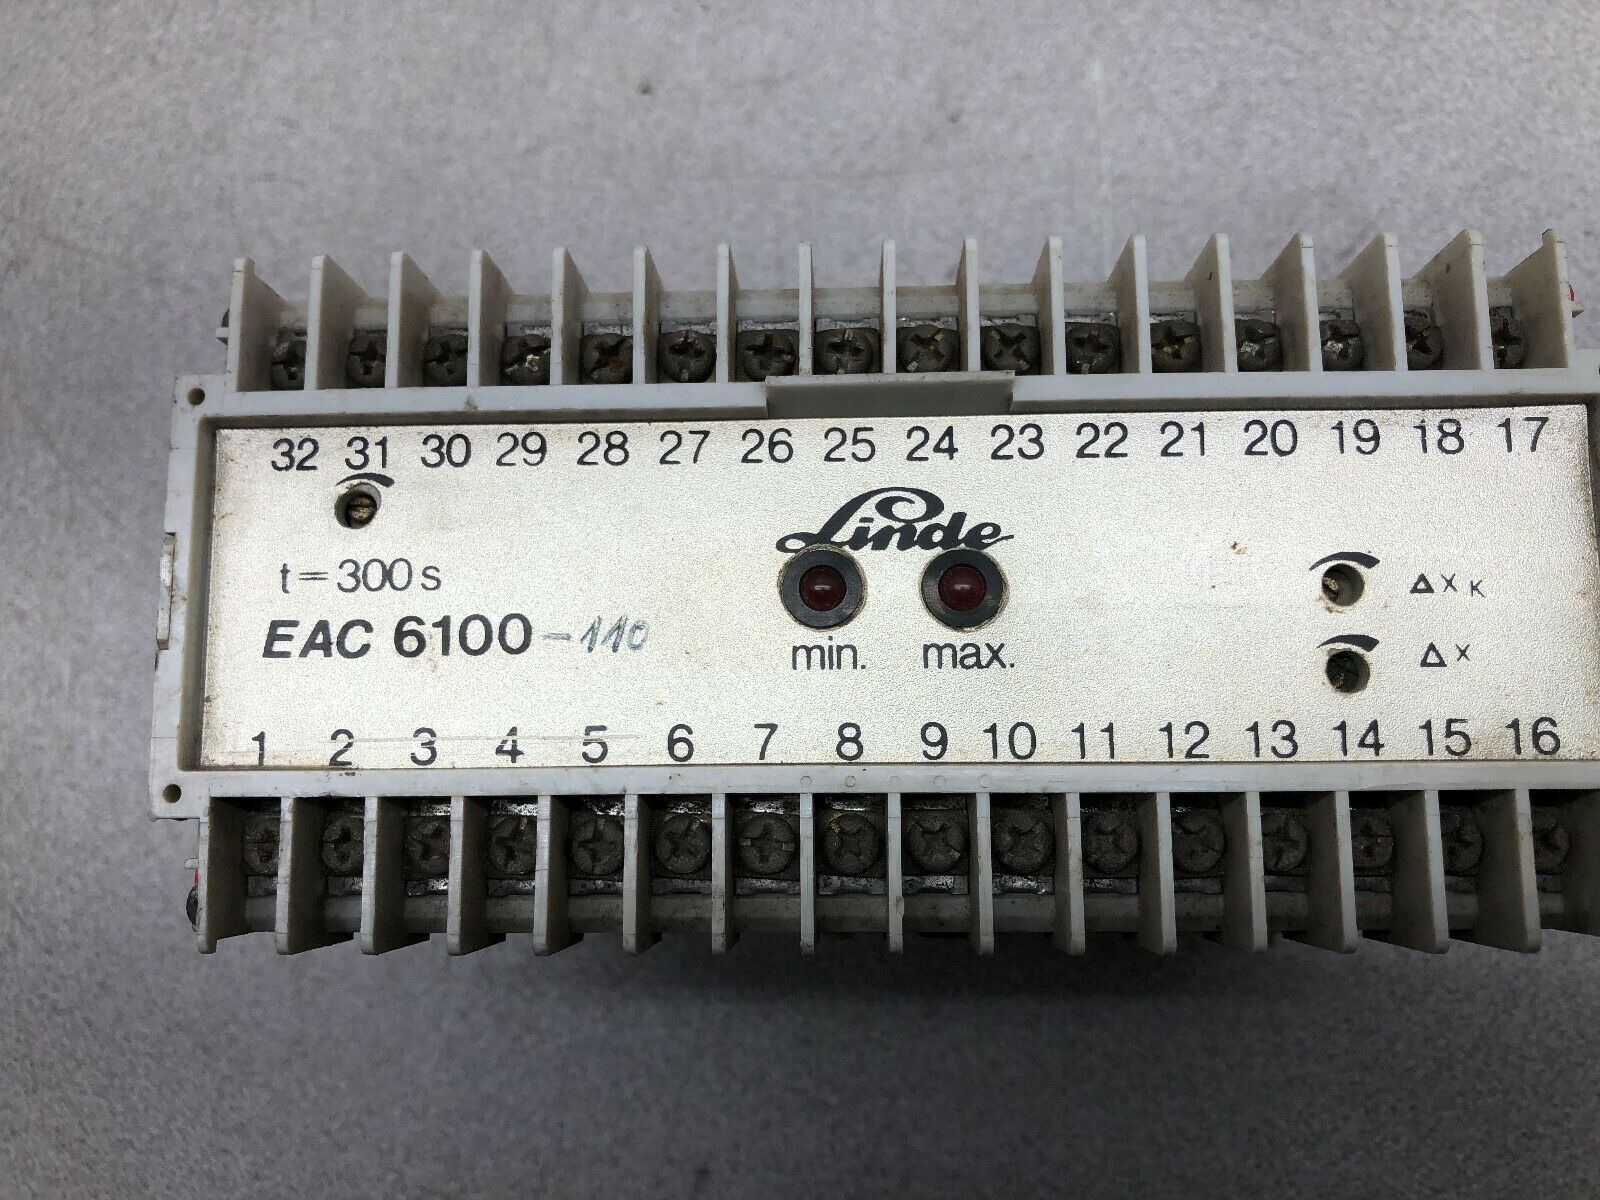 32 31 30 29 28 27 26 25 24 23 22 21 20 19 18 17
Linde
t=300s
ΔxK
EAC 6100-110
min. max.
Δx
1 2 3 4 5 6 7 8 9 10 11 12 13 14 15 16